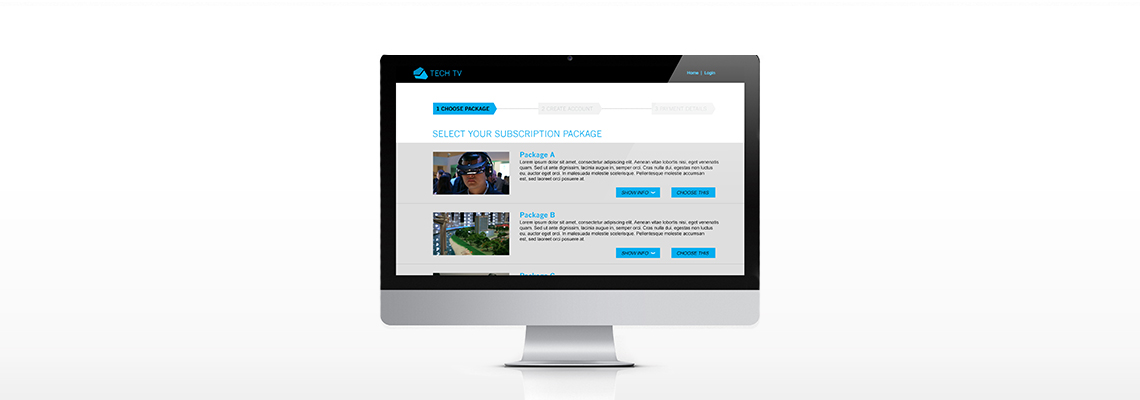 TECH TV
Home | Login
1 CHOOSE PACKAGE
2 CREATE ACCOUNT
3 PAYMENT DETAILS
SELECT YOUR SUBSCRIPTION PACKAGE
Package A
Lorem ipsum dolor sit amet, consectetur adipiscing elit. Aenean vitae lobortis nisi, eget venenatis
quam. Sed ut ante dignissim, lacinia augue in, semper orci. Cras nulla dui, egestas non luctus
eu, auctor eget orci. In malesuada molestie scelerisque. Pellentesque molestie accumsan
est, sed laoreet orci posuere at.
SHOW INFO
CHOOSE THIS
Package B
Lorem ipsum dolor sit amet, consectetur adipiscing elit. Aenean vitae lobortis nisi, eget venenatis
quam. Sed ut ante dignissim, lacinia augue in, semper orci. Cras nulla dui, egestas non luctus
eu, auctor eget orci. In malesuada molestie scelerisque. Pellentesque molestie accumsan
est, sed laoreet orci posuere at.
SHOW INFO
CHOOSE THIS
Package C